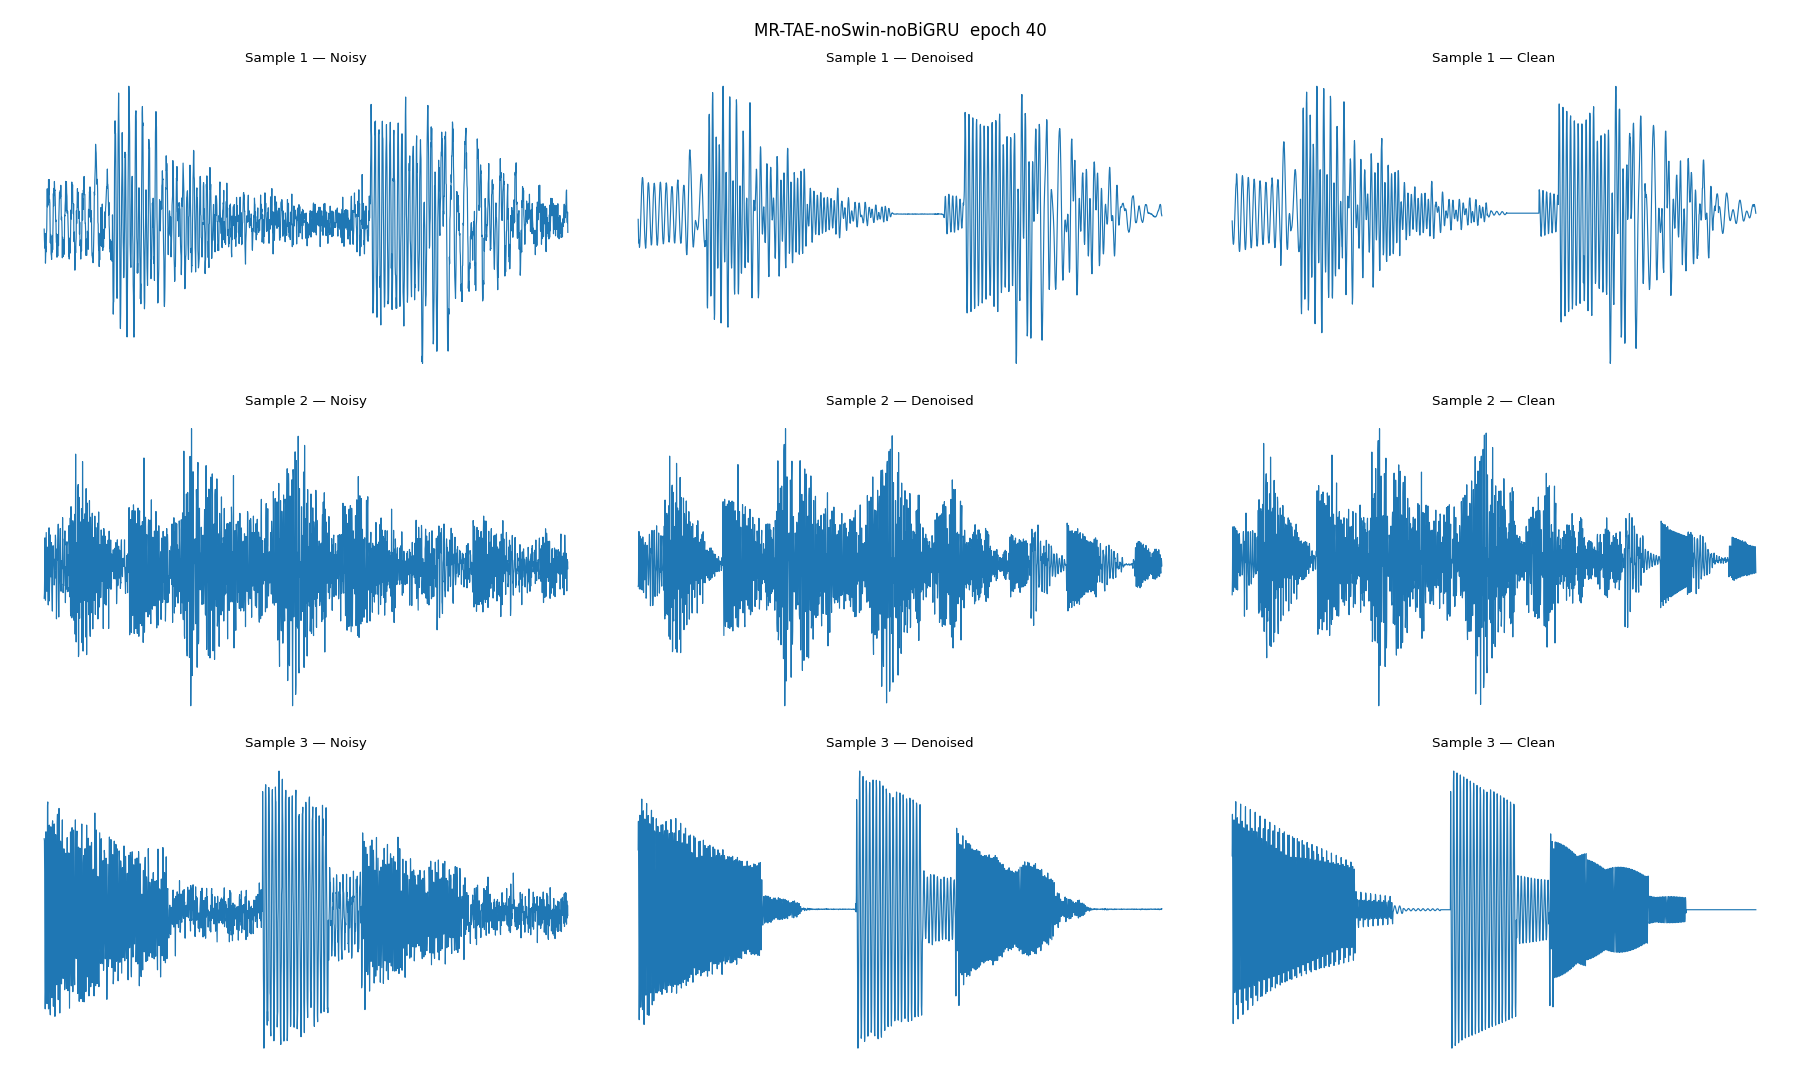 MR-TAE-noSwin-noBiGRU  epoch 40
Sample 1 — Noisy
Sample 1 — Denoised
Sample 1 — Clean
Sample 2 — Noisy
Sample 2 — Denoised
Sample 2 — Clean
Sample 3 — Noisy
Sample 3 — Denoised
Sample 3 — Clean